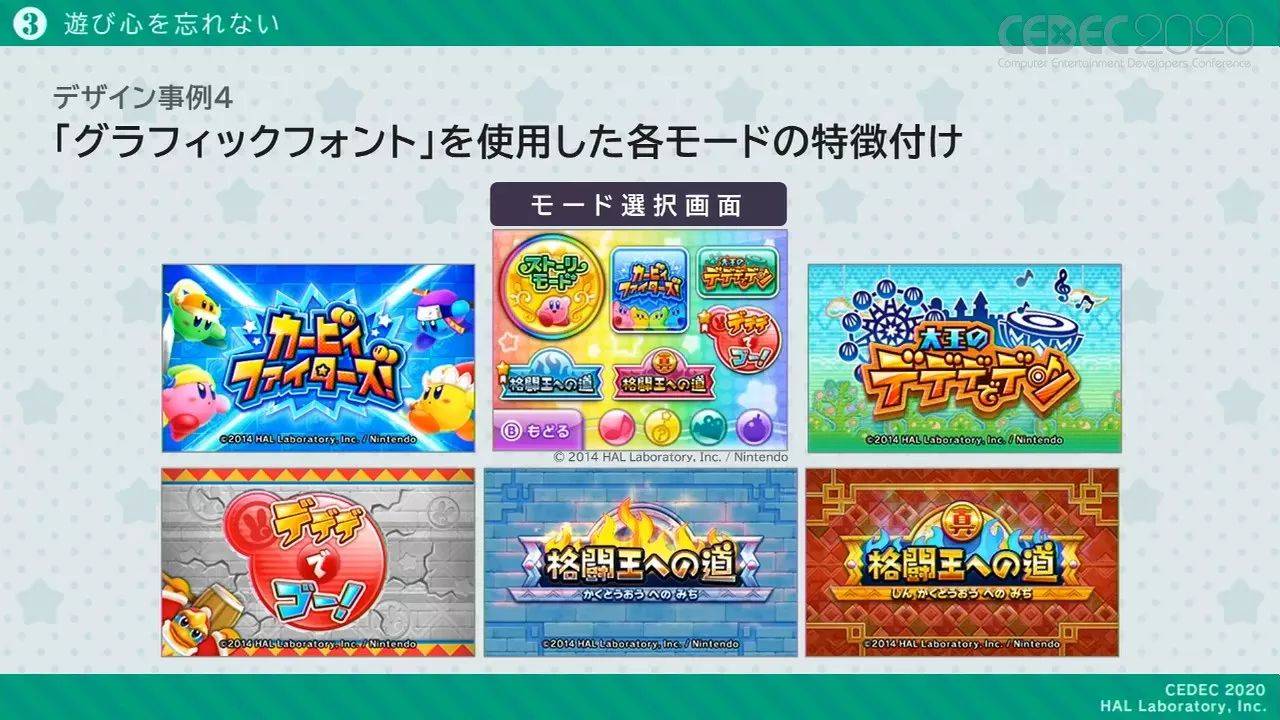 3 遊び心を忘れない
CEDEC2020
Computer Entertainment Developers Conference
デザイン事例4
「グラフィックフォント」を使用した各モードの特徴付け
モード選択画面
カービィ
ファイターズ!
©2014 HAL Laboratory, Inc. / Nintendo
ストーリー
モード
カービィ
ファイターズ!
大王の
デデデでデン
デデデ
で
ゴー!
格闘王への道
真
格闘王への道
B もどる
© 2014 HAL Laboratory, Inc. / Nintendo
大王の
デデデでデン
©2014 HAL Laboratory, Inc. / Nintendo
デデデ
で
ゴー!
©2014 HAL Laboratory, Inc. / Nintendo
格闘王への道
かくとうおう への みち
©2014 HAL Laboratory, Inc. / Nintendo
真
格闘王への道
しん かくとうおう への みち
©2014 HAL Laboratory, Inc. / Nintendo
CEDEC 2020
HAL Laboratory, Inc.